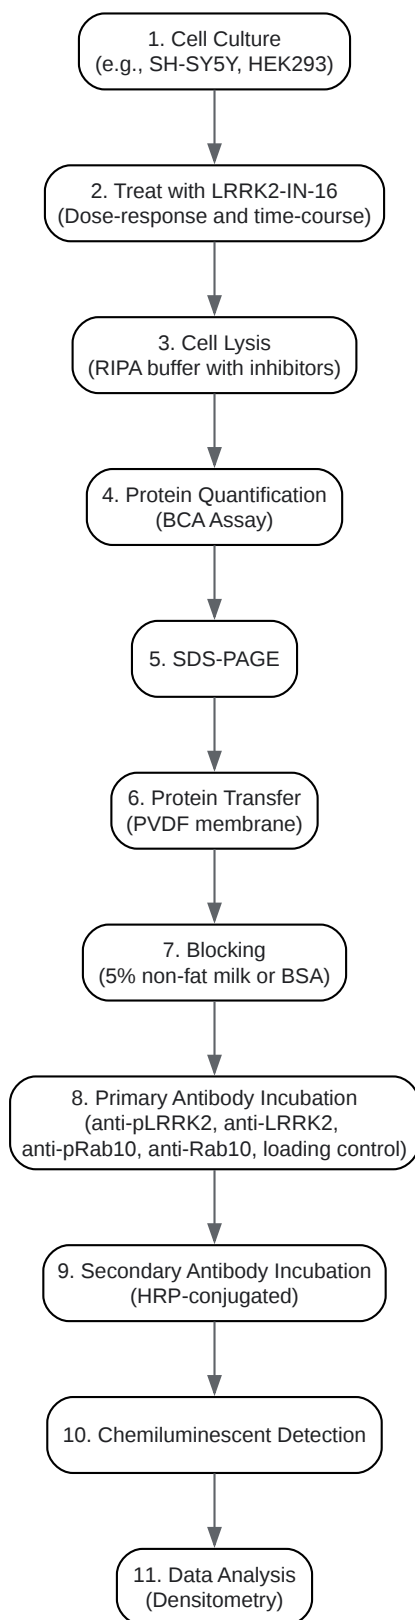 1. Cell Culture
(e.g., SH-SY5Y, HEK293)
2. Treat with LRRK2-IN-16
(Dose-response and time-course)
3. Cell Lysis
(RIPA buffer with inhibitors)
4. Protein Quantification
(BCA Assay)
5. SDS-PAGE
6. Protein Transfer
(PVDF membrane)
7. Blocking
(5% non-fat milk or BSA)
8. Primary Antibody Incubation
(anti-pLRRK2, anti-LRRK2,
anti-pRab10, anti-Rab10, loading control)
9. Secondary Antibody Incubation
(HRP-conjugated)
10. Chemiluminescent Detection
11. Data Analysis
(Densitometry)